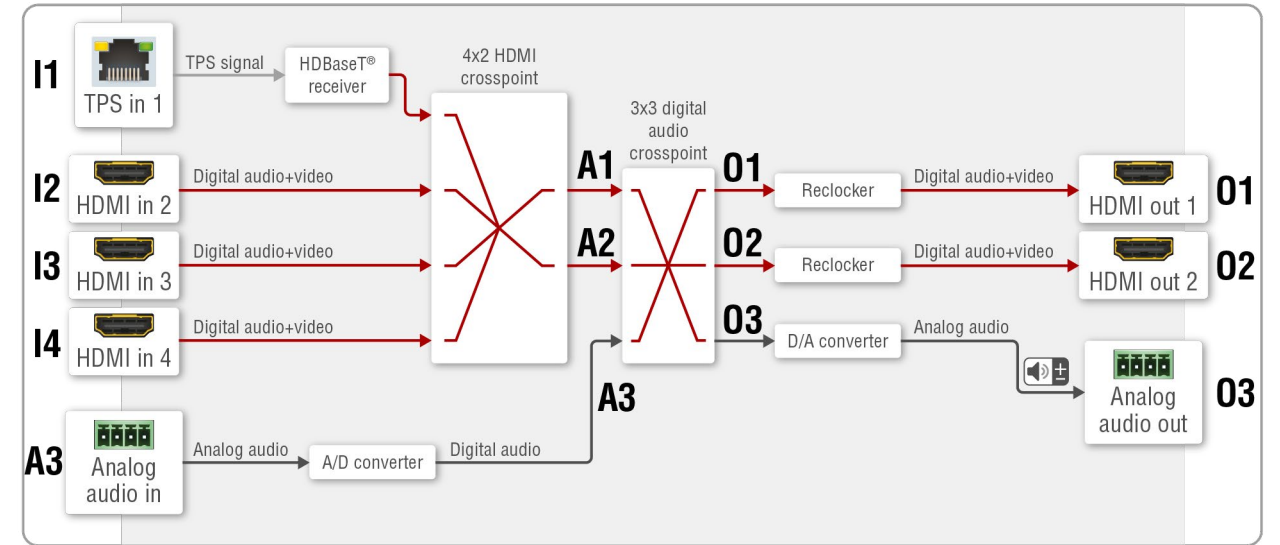 I1
TPS in 1
TPS signal
HDBaseT®
receiver
4x2 HDMI
crosspoint
3x3 digital
audio
crosspoint
I2
HDMI in 2
Digital audio+video
A1
O1
Reclocker
Digital audio+video
HDMI out 1
O1
I3
HDMI in 3
Digital audio+video
A2
O2
Reclocker
Digital audio+video
HDMI out 2
O2
I4
HDMI in 4
Digital audio+video
O3
D/A converter
Analog audio
Analog
audio out
O3
A3
A3
Analog
audio in
Analog audio
A/D converter
Digital audio